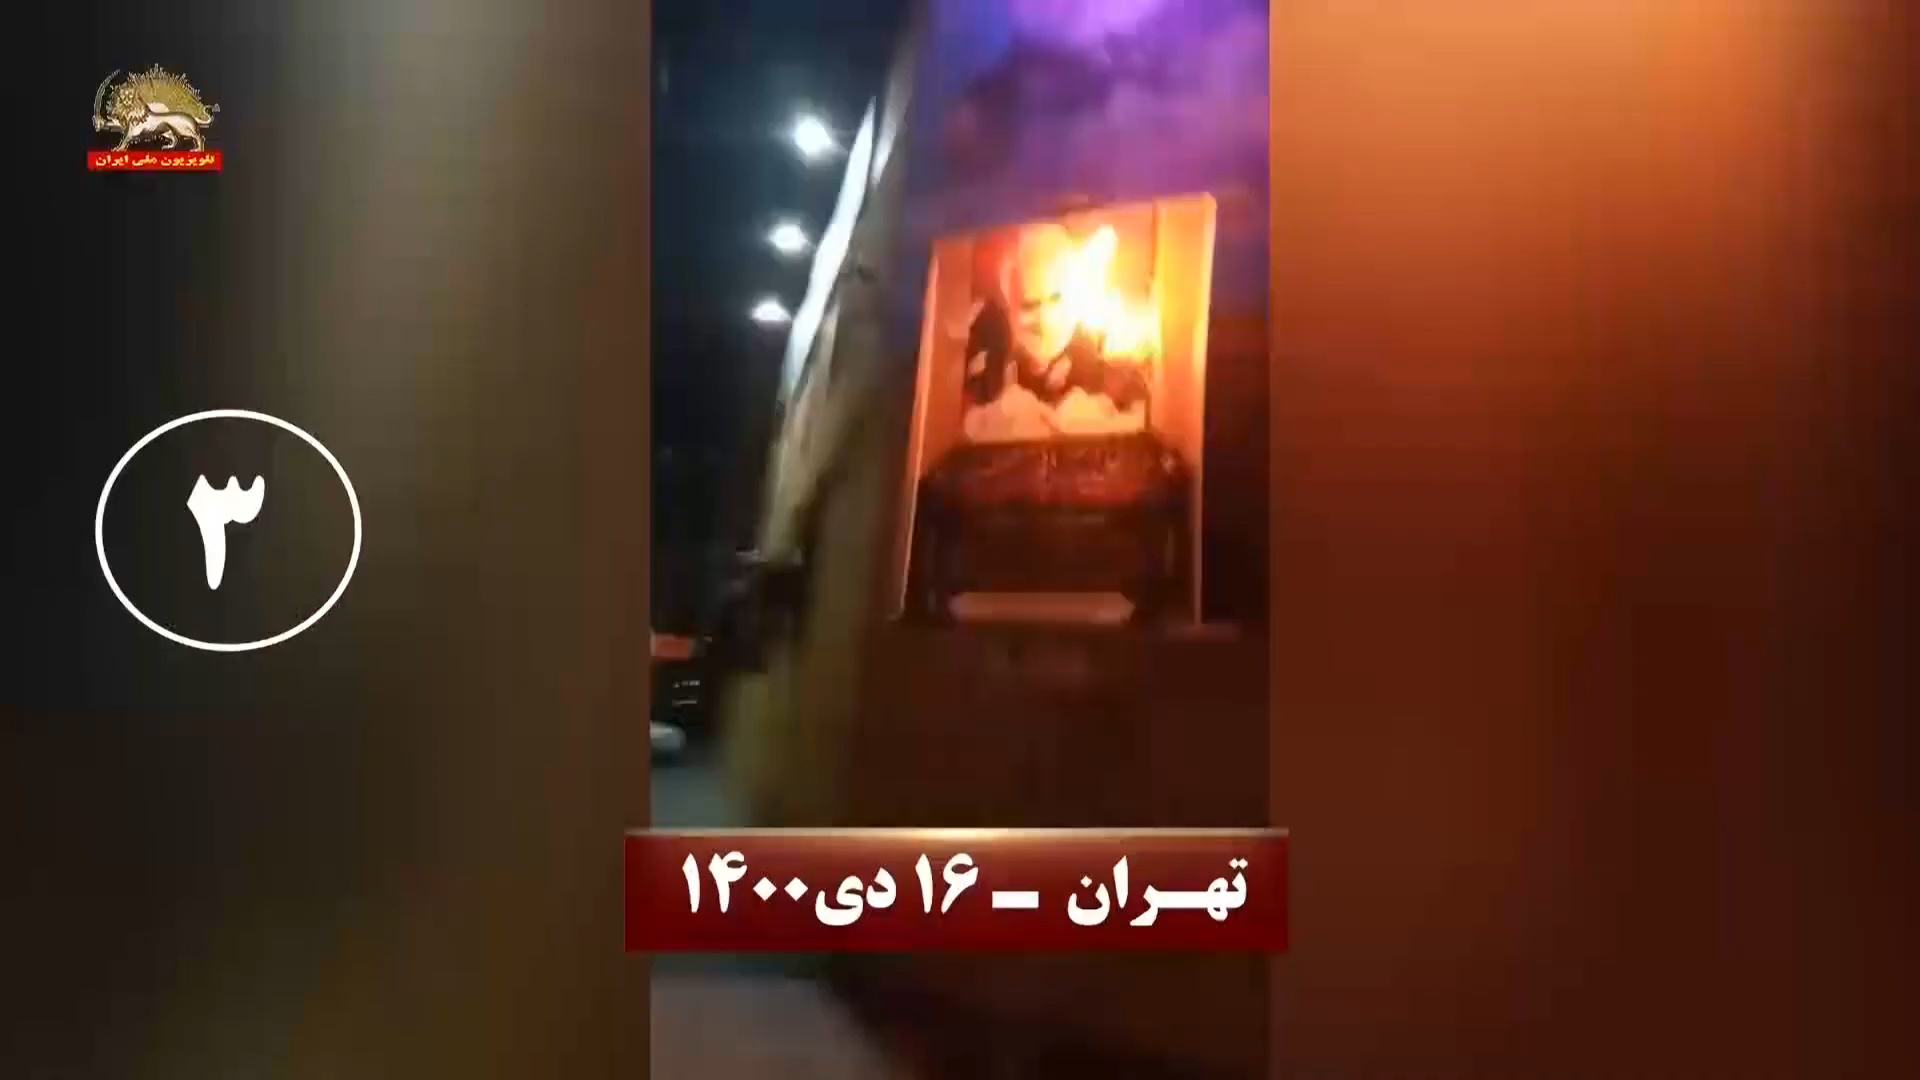 تلویزیون ملی ایران
۳
تهران - ۱۶ دی ۱۴۰۰